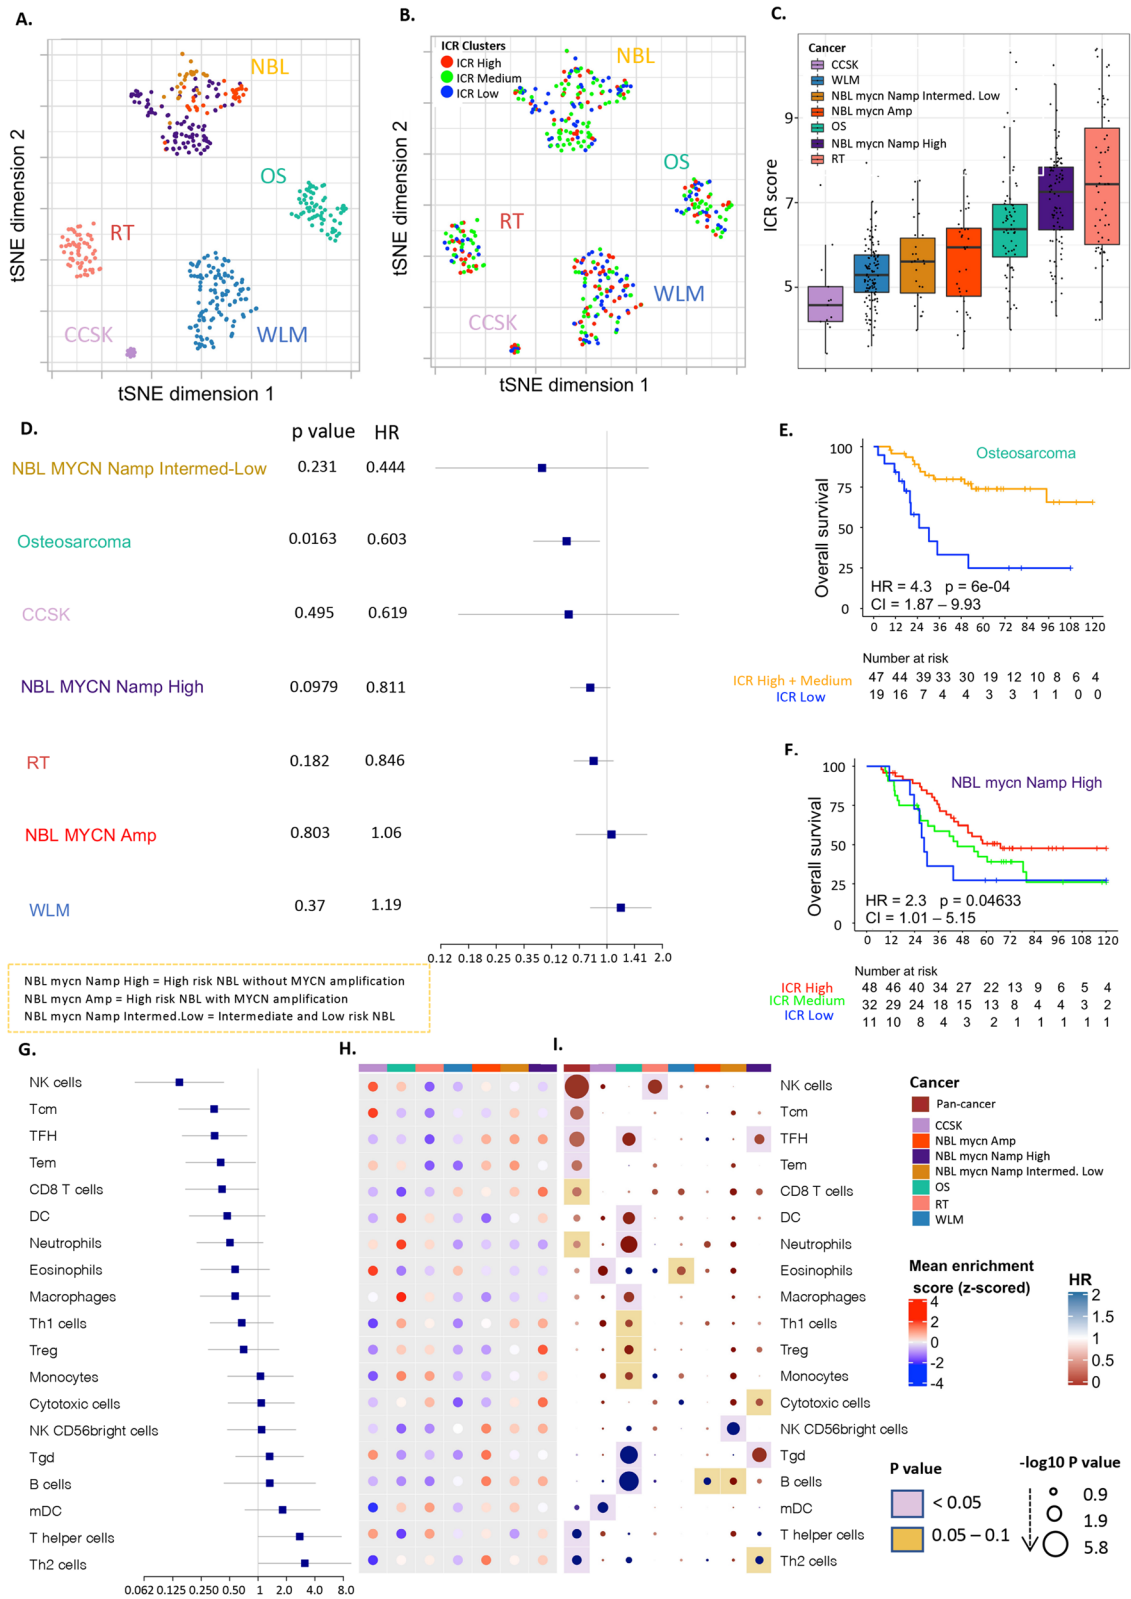 A.
NBL
OS
RT
CCSK
WLM
tSNE dimension 2
tSNE dimension 1
B.
ICR Clusters
ICR High
ICR Medium
ICR Low
NBL
OS
RT
WLM
CCSK
tSNE dimension 2
tSNE dimension 1
C.
Cancer
CCSK
WLM
NBL mycn Namp Intermed. Low
NBL mycn Amp
OS
NBL mycn Namp High
RT
ICR score
9
7
5
D.
p value HR
NBL MYCN Namp Intermed-Low 0.231 0.444
Osteosarcoma 0.0163 0.603
CCSK 0.495 0.619
NBL MYCN Namp High 0.0979 0.811
RT 0.182 0.846
NBL MYCN Amp 0.803 1.06
WLM 0.37 1.19
0.12 0.18 0.25 0.35 0.12 0.71 1.0 1.41 2.0
NBL mycn Namp High = High risk NBL without MYCN amplification
NBL mycn Amp = High risk NBL with MYCN amplification
NBL mycn Namp Intermed.Low = Intermediate and Low risk NBL
E.
Osteosarcoma
Overall survival
100
75
50
25
0
HR = 4.3 p = 6e-04
CI = 1.87 – 9.93
0 12 24 36 48 60 72 84 96 108 120
Number at risk
ICR High + Medium 47 44 39 33 30 19 12 10 8 6 4
ICR Low 19 16 7 4 4 3 3 1 1 0 0
F.
NBL mycn Namp High
Overall survival
100
75
50
25
0
HR = 2.3 p = 0.04633
CI = 1.01 – 5.15
0 12 24 36 48 60 72 84 96 108 120
Number at risk
ICR High 48 46 40 34 27 22 13 9 6 5 4
ICR Medium 32 29 24 18 15 13 8 4 4 3 2
ICR Low 11 10 8 4 3 2 1 1 1 1 1
G.
NK cells
Tcm
TFH
Tem
CD8 T cells
DC
Neutrophils
Eosinophils
Macrophages
Th1 cells
Treg
Monocytes
Cytotoxic cells
NK CD56bright cells
Tgd
B cells
mDC
T helper cells
Th2 cells
0.062 0.125 0.250 0.50 1 2.0 4.0 8.0
H.
I.
NK cells
Tcm
TFH
Tem
CD8 T cells
DC
Neutrophils
Eosinophils
Macrophages
Th1 cells
Treg
Monocytes
Cytotoxic cells
NK CD56bright cells
Tgd
B cells
mDC
T helper cells
Th2 cells
Cancer
Pan-cancer
CCSK
NBL mycn Amp
NBL mycn Namp High
NBL mycn Namp Intermed. Low
OS
RT
WLM
Mean enrichment
score (z-scored)
4
2
0
-2
-4
HR
2
1.5
1
0.5
0
P value
< 0.05
0.05 – 0.1
-log10 P value
0.9
1.9
5.8